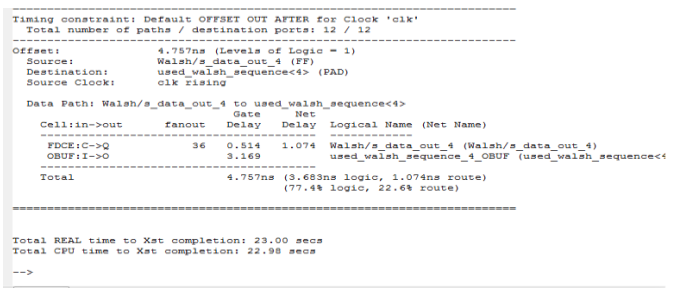 ================================================================
Timing constraint: Default OFFSET OUT AFTER for Clock 'clk'
  Total number of paths / destination ports: 12 / 12
-------------------------------------------------------------------------
Offset:              4.757ns (Levels of Logic = 1)
  Source:            Walsh/s_data_out_4 (FF)
  Destination:       used_walsh_sequence<4> (PAD)
  Source Clock:      clk rising
  Data Path: Walsh/s_data_out_4 to used_walsh_sequence<4>
                                Gate     Net
    Cell:in->out      fanout   Delay   Delay  Logical Name (Net Name)
    ----------------------------------------  ------------
     FDCE:C->Q            36   0.514   1.074  Walsh/s_data_out_4 (Walsh/s_data_out_4)
     OBUF:I->O                 3.169          used_walsh_sequence_4_OBUF (used_walsh_sequence<4
    ----------------------------------------
    Total                      4.757ns (3.683ns logic, 1.074ns route)
                                       (77.4% logic, 22.6% route)
=========================================================================
Total REAL time to Xst completion: 23.00 secs
Total CPU time to Xst completion: 22.98 secs
-->